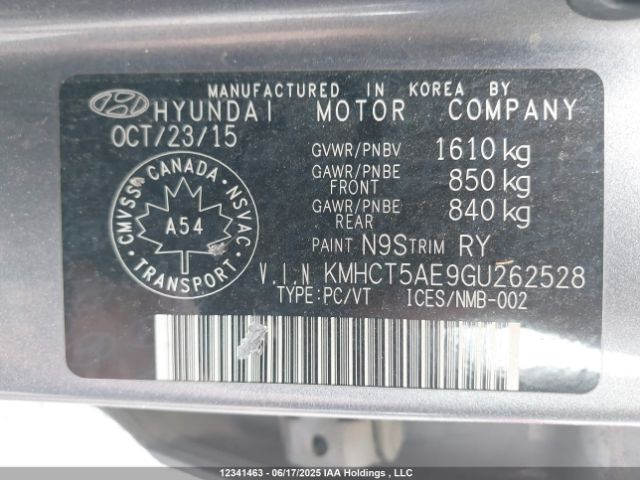 MANUFACTURED IN KOREA BY
HYUNDAI MOTOR COMPANY
OCT/23/15
GVWR/PNBV 1610 kg
GAWR/PNBE FRONT 850 kg
GAWR/PNBE REAR 840 kg
CANADA
CMVSS NSVAC
A54
TRANSPORT
PAINT N9S TRIM RY
V.I.N KMHCT5AE9GU262528
TYPE:PC/VT ICES/NMB-002
12341463 - 06/17/2025 IAA Holdings , LLC